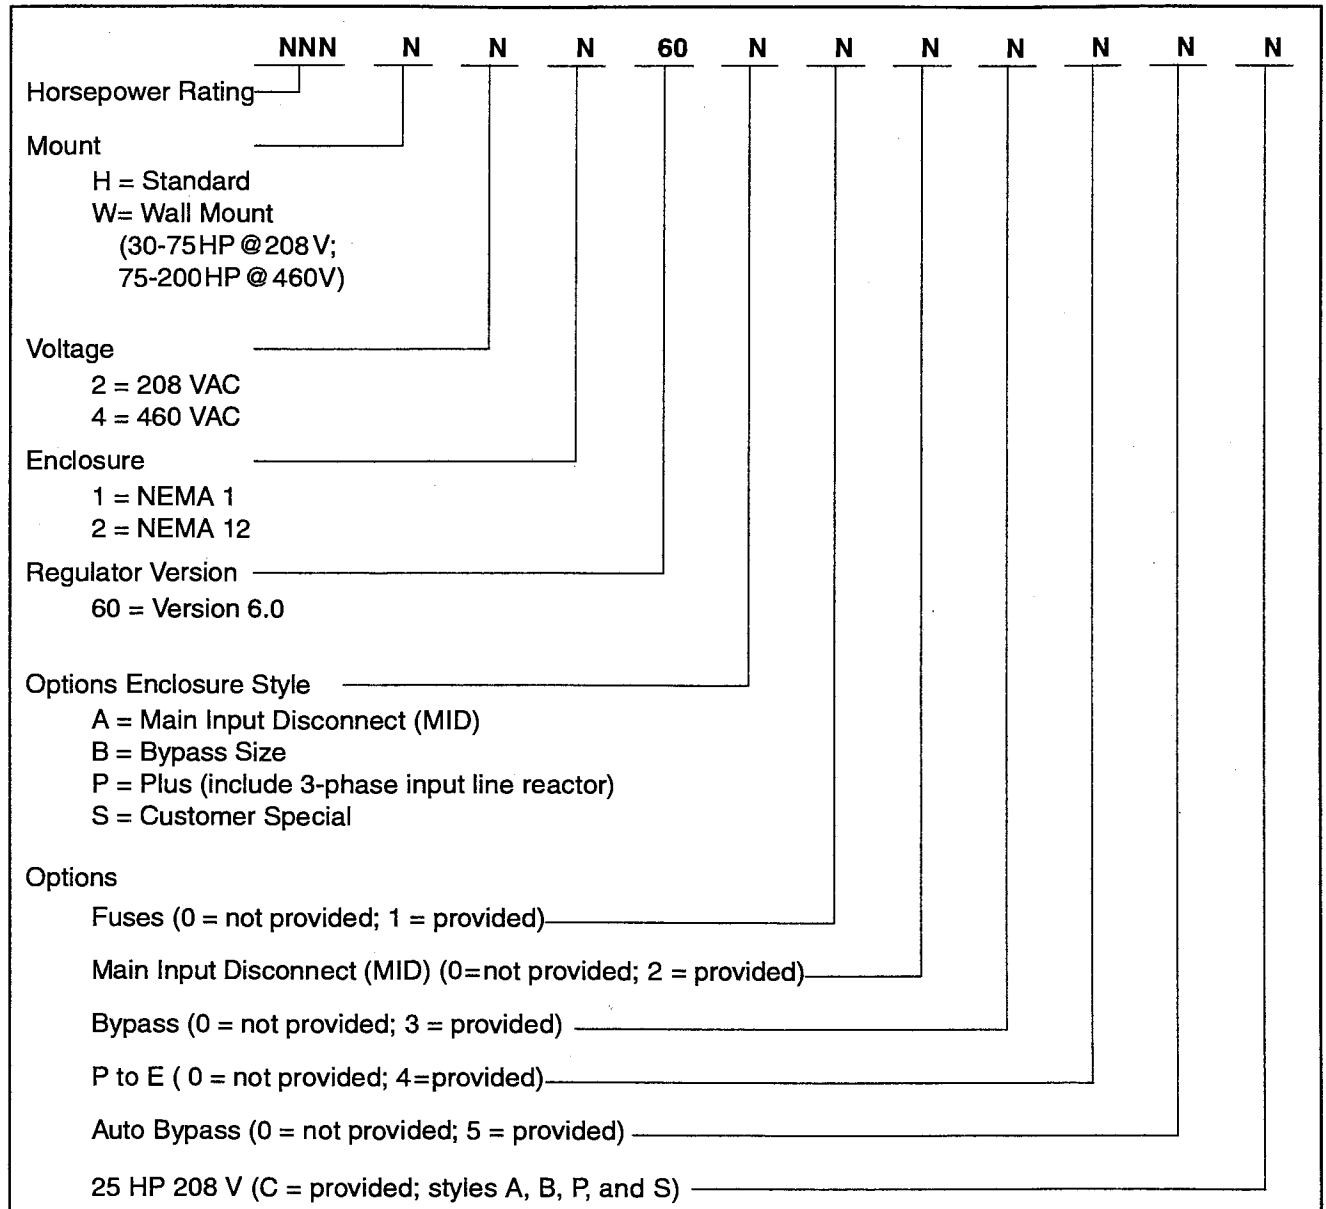 NNN N N N 60 N N N N N N N
Horsepower Rating
Mount
H = Standard
W= Wall Mount
(30-75HP @ 208V;
75-200HP @ 460V)
Voltage
2 = 208 VAC
4 = 460 VAC
Enclosure
1 = NEMA 1
2 = NEMA 12
Regulator Version
60 = Version 6.0
Options Enclosure Style
A = Main Input Disconnect (MID)
B = Bypass Size
P = Plus (include 3-phase input line reactor)
S = Customer Special
Options
Fuses (0 = not provided; 1 = provided)
Main Input Disconnect (MID) (0=not provided; 2 = provided)
Bypass (0 = not provided; 3 = provided)
P to E ( 0 = not provided; 4=provided)
Auto Bypass (0 = not provided; 5 = provided)
25 HP 208 V (C = provided; styles A, B, P, and S)